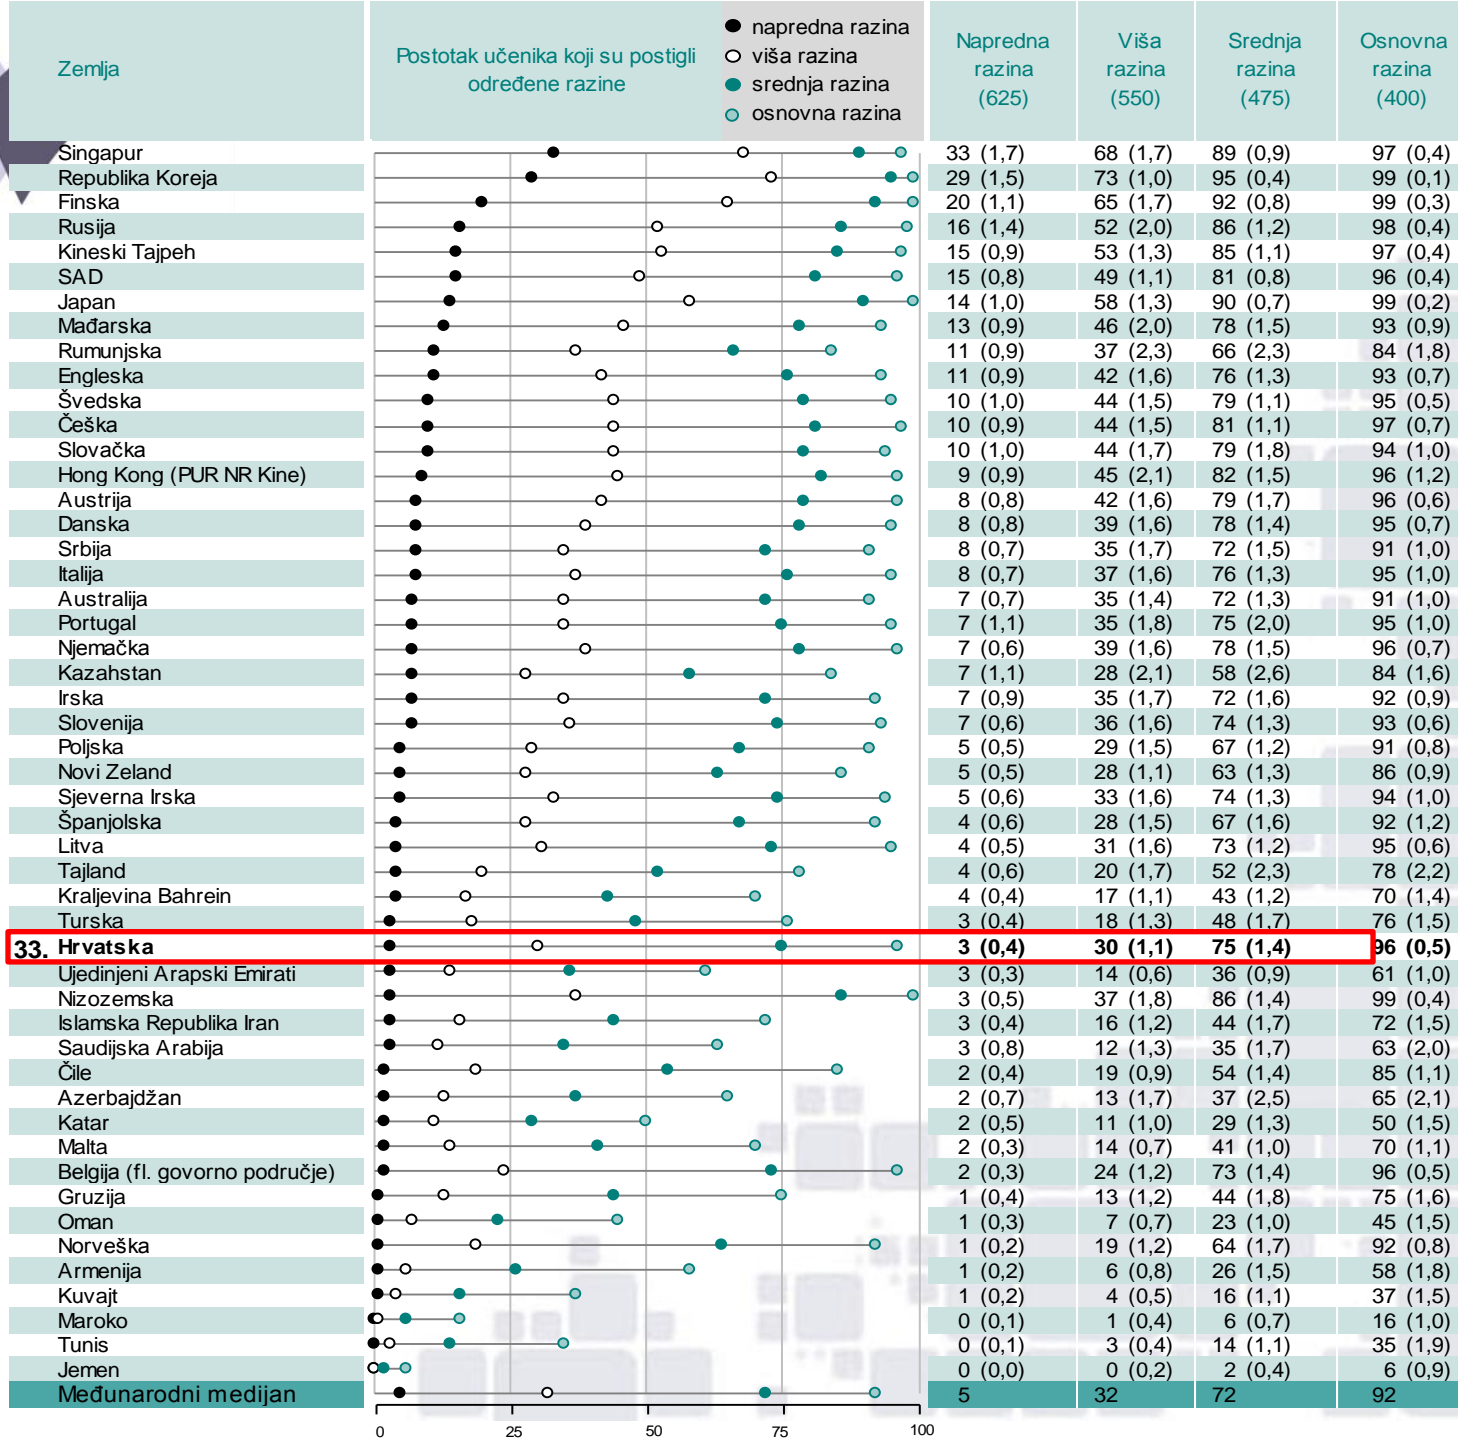 Zemlja
Postotak učenika koji su postigli
određene razine
napredna razina
viša razina
srednja razina
osnovna razina
Napredna razina (625)
Viša razina (550)
Srednja razina (475)
Osnovna razina (400)
Singapur 33 (1,7) 68 (1,7) 89 (0,9) 97 (0,4)
Republika Koreja 29 (1,5) 73 (1,0) 95 (0,4) 99 (0,1)
Finska 20 (1,1) 65 (1,7) 92 (0,8) 99 (0,3)
Rusija 16 (1,4) 52 (2,0) 86 (1,2) 98 (0,4)
Kineski Tajpeh 15 (0,9) 53 (1,3) 85 (1,1) 97 (0,4)
SAD 15 (0,8) 49 (1,1) 81 (0,8) 96 (0,4)
Japan 14 (1,0) 58 (1,3) 90 (0,7) 99 (0,2)
Mađarska 13 (0,9) 46 (2,0) 78 (1,5) 93 (0,9)
Rumunjska 11 (0,9) 37 (2,3) 66 (2,3) 84 (1,8)
Engleska 11 (0,9) 42 (1,6) 76 (1,3) 93 (0,7)
Švedska 10 (1,0) 44 (1,5) 79 (1,1) 95 (0,5)
Češka 10 (0,9) 44 (1,5) 81 (1,1) 97 (0,7)
Slovačka 10 (1,0) 44 (1,7) 79 (1,8) 94 (1,0)
Hong Kong (PUR NR Kine) 9 (0,9) 45 (2,1) 82 (1,5) 96 (1,2)
Austrija 8 (0,8) 42 (1,6) 79 (1,7) 96 (0,6)
Danska 8 (0,8) 39 (1,6) 78 (1,4) 95 (0,7)
Srbija 8 (0,7) 35 (1,7) 72 (1,5) 91 (1,0)
Italija 8 (0,7) 37 (1,6) 76 (1,3) 95 (1,0)
Australija 7 (0,7) 35 (1,4) 72 (1,3) 91 (1,0)
Portugal 7 (1,1) 35 (1,8) 75 (2,0) 95 (1,0)
Njemačka 7 (0,6) 39 (1,6) 78 (1,5) 96 (0,7)
Kazahstan 7 (1,1) 28 (2,1) 58 (2,6) 84 (1,6)
Irska 7 (0,9) 35 (1,7) 72 (1,6) 92 (0,9)
Slovenija 7 (0,6) 36 (1,6) 74 (1,3) 93 (0,6)
Poljska 5 (0,5) 29 (1,5) 67 (1,2) 91 (0,8)
Novi Zeland 5 (0,5) 28 (1,1) 63 (1,3) 86 (0,9)
Sjeverna Irska 5 (0,6) 33 (1,6) 74 (1,3) 94 (1,0)
Španjolska 4 (0,6) 28 (1,5) 67 (1,6) 92 (1,2)
Litva 4 (0,5) 31 (1,6) 73 (1,2) 95 (0,6)
Tajland 4 (0,6) 20 (1,7) 52 (2,3) 78 (2,2)
Kraljevina Bahrein 4 (0,4) 17 (1,1) 43 (1,2) 70 (1,4)
Turska 3 (0,4) 18 (1,3) 48 (1,7) 76 (1,5)
33. Hrvatska 3 (0,4) 30 (1,1) 75 (1,4) 96 (0,5)
Ujedinjeni Arapski Emirati 3 (0,3) 14 (0,6) 36 (0,9) 61 (1,0)
Nizozemska 3 (0,5) 37 (1,8) 86 (1,4) 99 (0,4)
Islamska Republika Iran 3 (0,4) 16 (1,2) 44 (1,7) 72 (1,5)
Saudijska Arabija 3 (0,8) 12 (1,3) 35 (1,7) 63 (2,0)
Čile 2 (0,4) 19 (0,9) 54 (1,4) 85 (1,1)
Azerbajdžan 2 (0,7) 13 (1,7) 37 (2,5) 65 (2,1)
Katar 2 (0,5) 11 (1,0) 29 (1,3) 50 (1,5)
Malta 2 (0,3) 14 (0,7) 41 (1,0) 70 (1,1)
Belgija (fl. govorno područje) 2 (0,3) 24 (1,2) 73 (1,4) 96 (0,5)
Gruzija 1 (0,4) 13 (1,2) 44 (1,8) 75 (1,6)
Oman 1 (0,3) 7 (0,7) 23 (1,0) 45 (1,5)
Norveška 1 (0,2) 19 (1,2) 64 (1,7) 92 (0,8)
Armenija 1 (0,2) 6 (0,8) 26 (1,5) 58 (1,8)
Kuvajt 1 (0,2) 4 (0,5) 16 (1,1) 37 (1,5)
Maroko 0 (0,1) 1 (0,4) 6 (0,7) 16 (1,0)
Tunis 0 (0,1) 3 (0,4) 14 (1,1) 35 (1,9)
Jemen 0 (0,0) 0 (0,2) 2 (0,4) 6 (0,9)
Međunarodni medijan 5 32 72 92
0 25 50 75 100